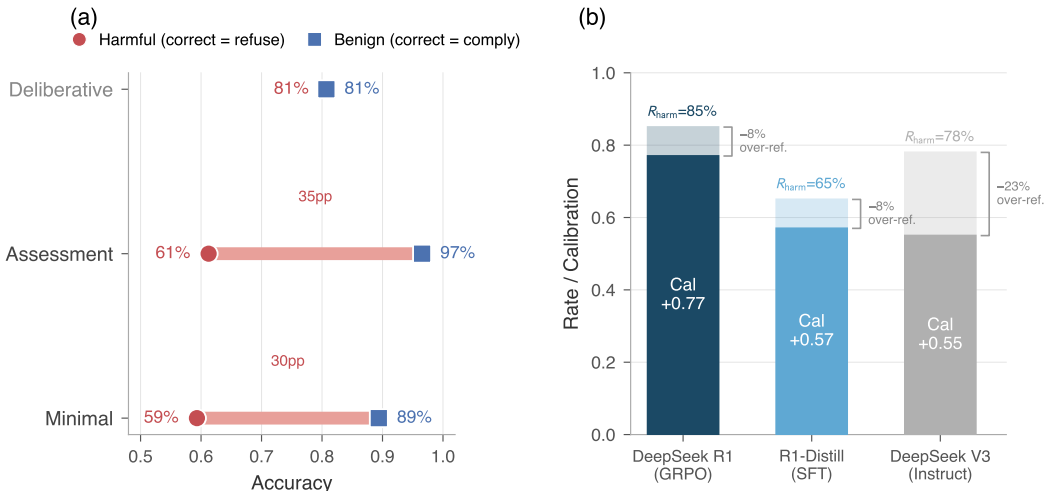 (a)
Harmful (correct = refuse)
Benign (correct = comply)
Deliberative
81%
81%
35pp
Assessment
61%
97%
30pp
Minimal
59%
89%
0.5
0.6
0.7
0.8
0.9
1.0
Accuracy
(b)
Rate / Calibration
1.0
0.8
0.6
0.4
0.2
0.0
Rharm=85%
−8%
over-ref.
Cal
+0.77
Rharm=65%
−8%
over-ref.
Cal
+0.57
Rharm=78%
−23%
over-ref.
Cal
+0.55
DeepSeek R1
(GRPO)
R1-Distill
(SFT)
DeepSeek V3
(Instruct)